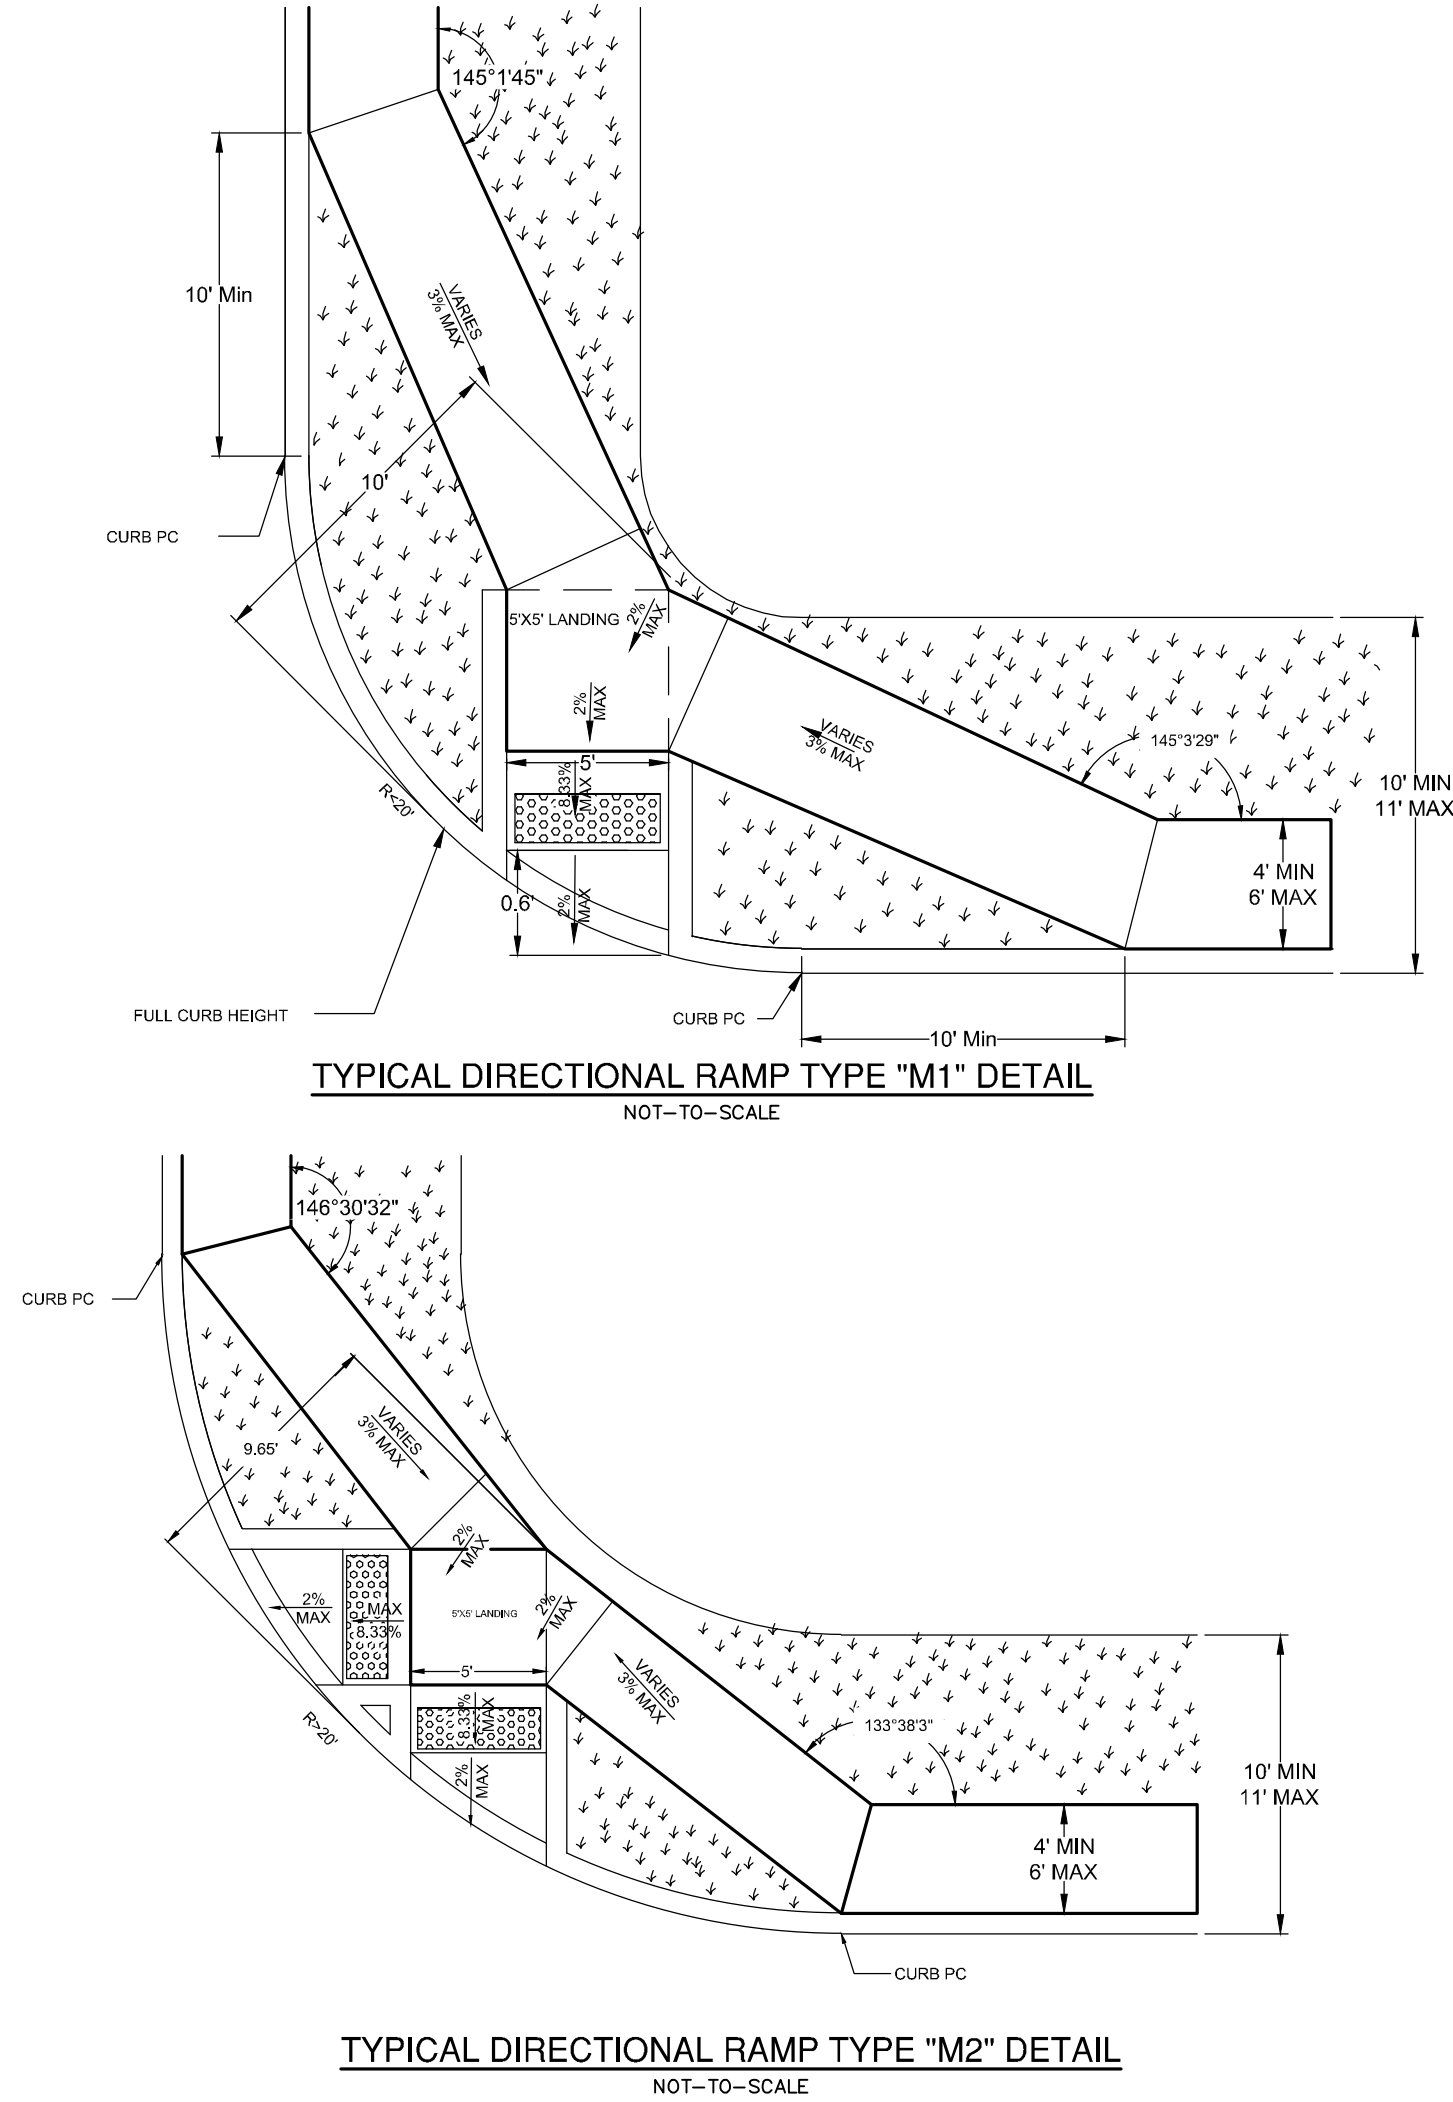 145°1'45"
10' Min
VARIES
3% MAX
10'
CURB PC
5'X5' LANDING
2%
MAX
2%
MAX
VARIES
3% MAX
145°3'29"
5'
8.33%
MAX
10' MIN
11' MAX
R<20'
4' MIN
6' MAX
0.6'
2%
MAX
FULL CURB HEIGHT
CURB PC
10' Min
TYPICAL DIRECTIONAL RAMP TYPE "M1" DETAIL
NOT-TO-SCALE
146°30'32"
CURB PC
VARIES
3% MAX
9.65'
2%
MAX
2%
MAX
MAX
8.33%
5'X5' LANDING
2%
MAX
5'
VARIES
3% MAX
8.33%
MAX
R>20'
133°38'3"
2%
MAX
10' MIN
11' MAX
4' MIN
6' MAX
CURB PC
TYPICAL DIRECTIONAL RAMP TYPE "M2" DETAIL
NOT-TO-SCALE